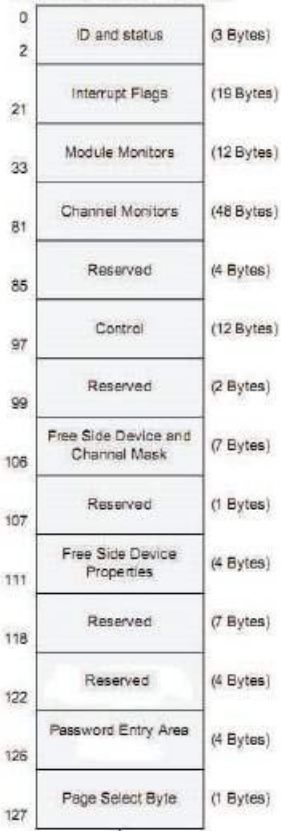 0
ID and status (3 Bytes)
2
Interrupt Flags (19 Bytes)
21
Module Monitors (12 Bytes)
33
Channel Monitors (48 Bytes)
81
Reserved (4 Bytes)
85
Control (12 Bytes)
97
Reserved (2 Bytes)
99
Free Side Device and
Channel Mask (7 Bytes)
106
Reserved (1 Bytes)
107
Free Side Device
Properties (4 Bytes)
111
Reserved (7 Bytes)
118
Reserved (4 Bytes)
122
Password Entry Area (4 Bytes)
126
Page Select Byte (1 Bytes)
127